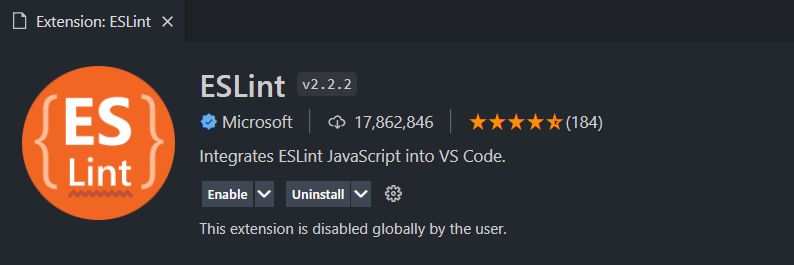 Extension: ESLint
ES
Lint
ESLint v2.2.2
Microsoft 17,862,846 (184)
Integrates ESLint JavaScript into VS Code.
Enable Uninstall
This extension is disabled globally by the user.